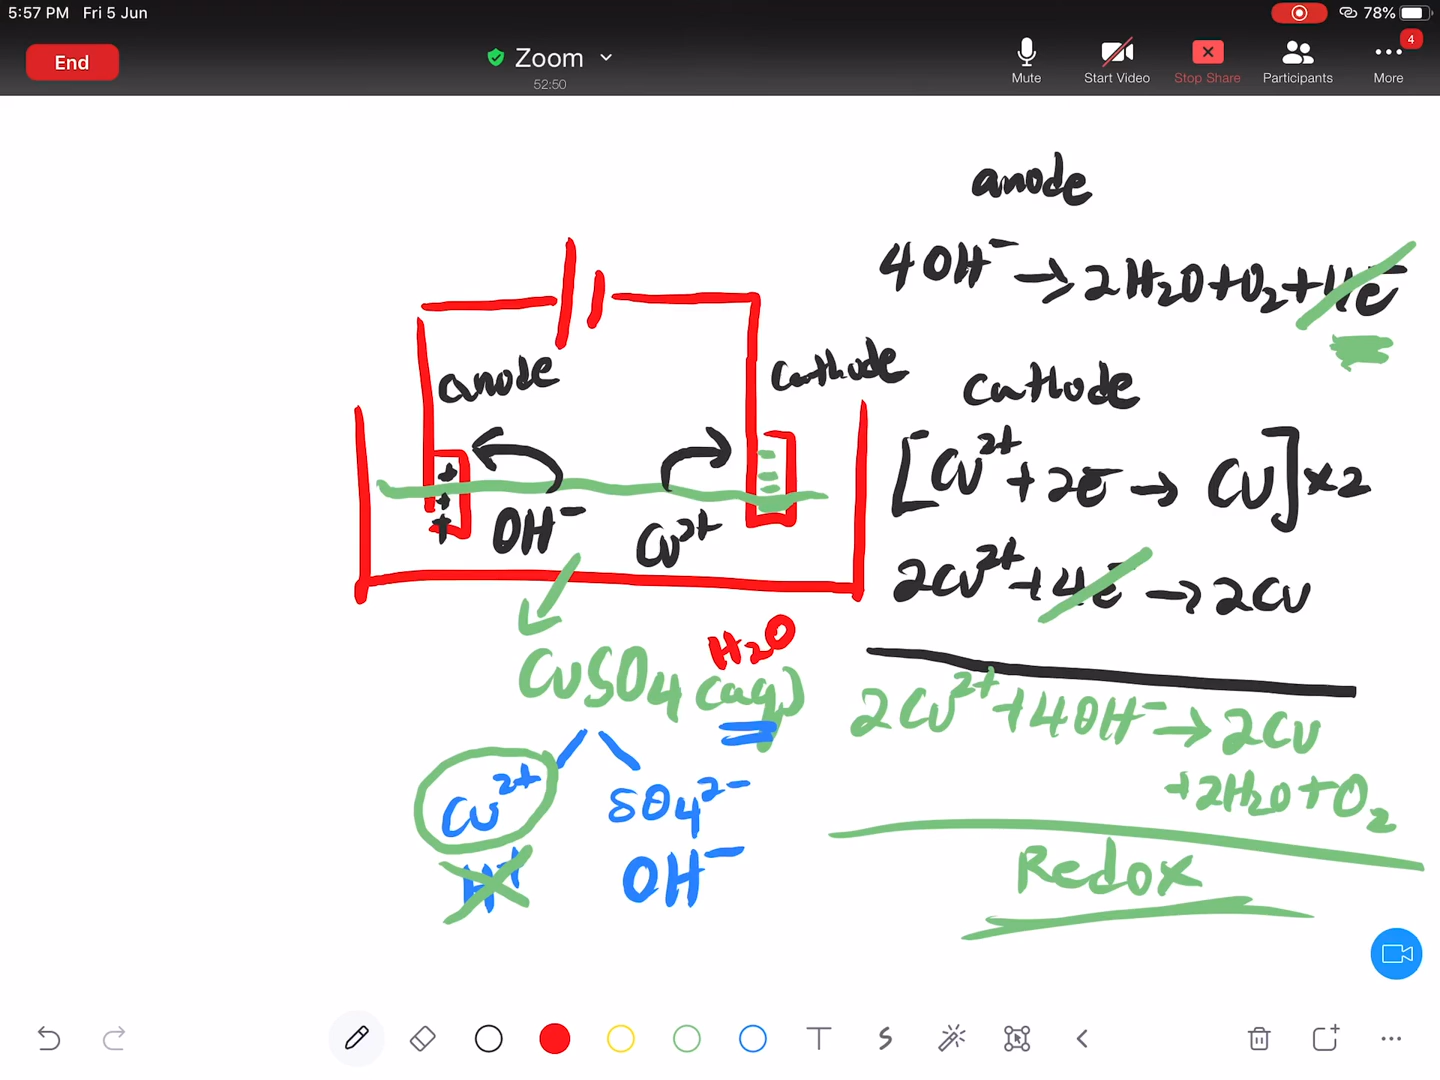 5:57 PM Fri 5 Jun
78%
End
Zoom
52:50
Mute
Start Video
Stop Share
Participants
4
More
anode
4OH⁻ → 2H₂O + O₂ + 4e⁻
anode
cathode
cathode
[Cu²⁺ + 2e⁻ → Cu] × 2
+
+
+
OH⁻
Cu²⁺
2Cu²⁺ + 4e⁻ → 2Cu
H₂O
CuSO₄ (aq)
2Cu²⁺ + 4OH⁻ → 2Cu
+ 2H₂O + O₂
Cu²⁺
SO₄²⁻
H⁺
OH⁻
Redox
T